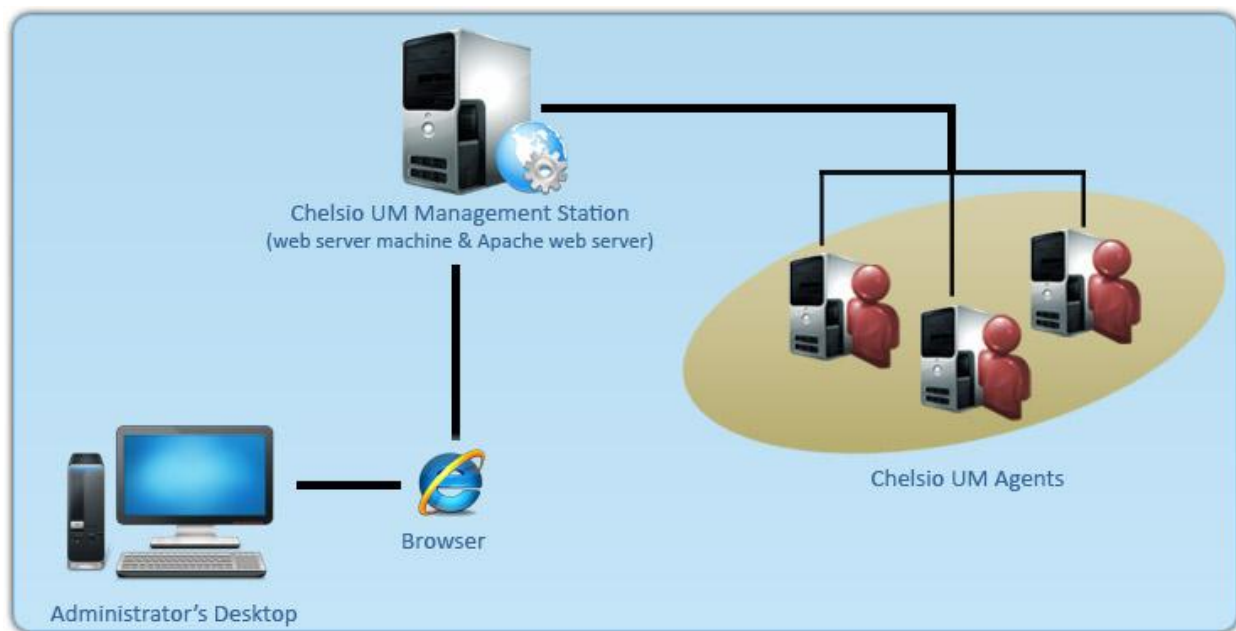 Chelsio UM Management Station
(web server machine & Apache web server)
Chelsio UM Agents
Browser
Administrator’s Desktop